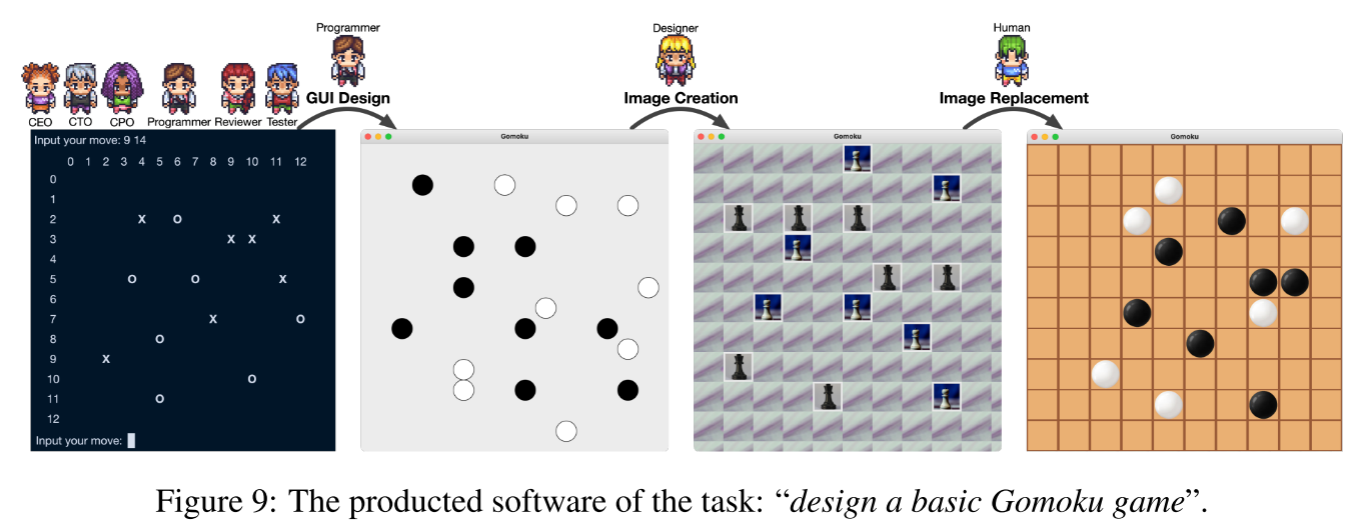 Programmer
Designer
Human
GUI Design
Image Creation
Image Replacement
CEO CTO CPO Programmer Reviewer Tester
Input your move: 9 14
0 1 2 3 4 5 6 7 8 9 10 11 12
0
1
2 X O X
3 X X
4
5 O O X
6
7 X O
8 O
9 X
10 O
11 O
12
Input your move:
Gomoku
Gomoku
Gomoku
Figure 9: The producted software of the task: “design a basic Gomoku game”.